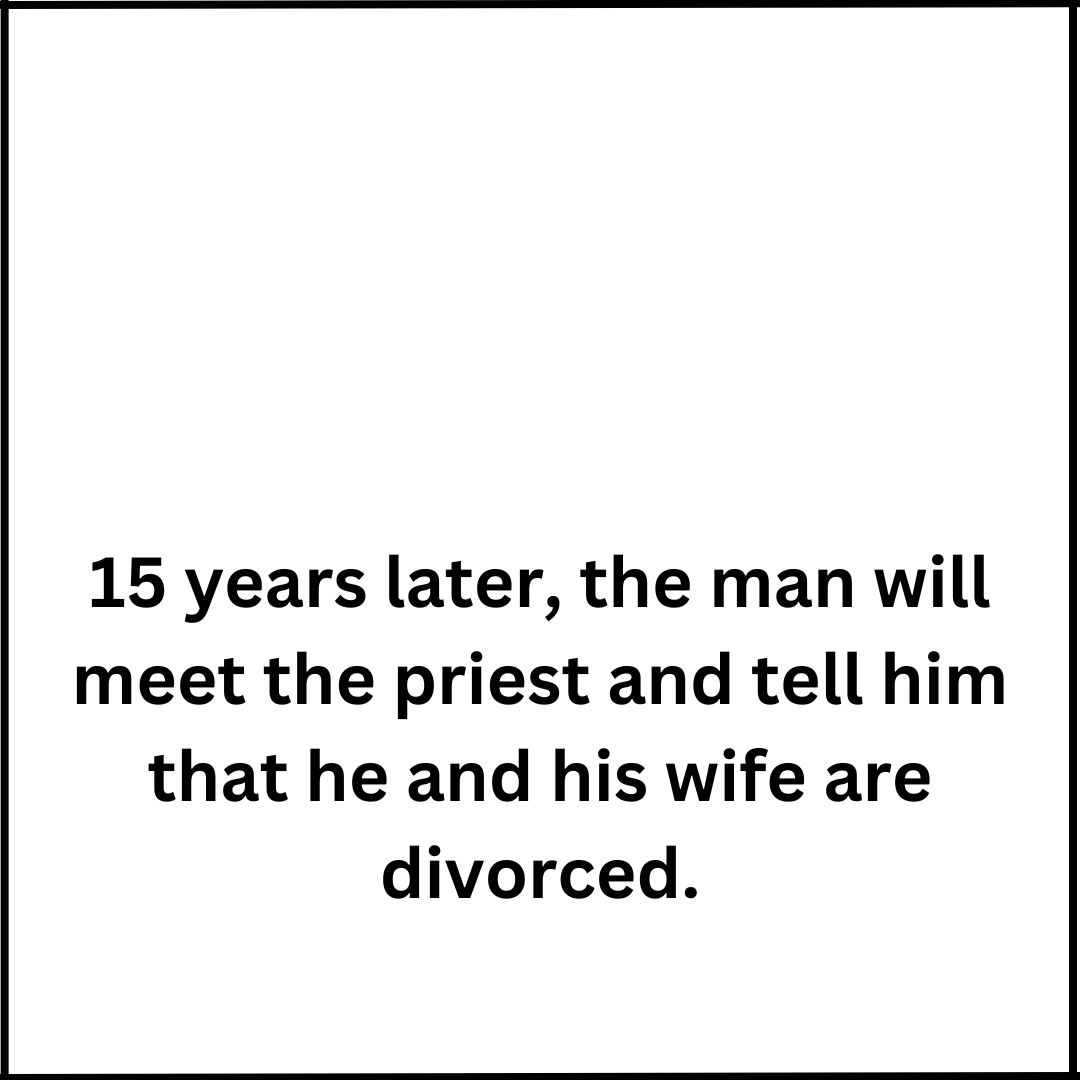 15 years later, the man will
meet the priest and tell him
that he and his wife are
divorced.